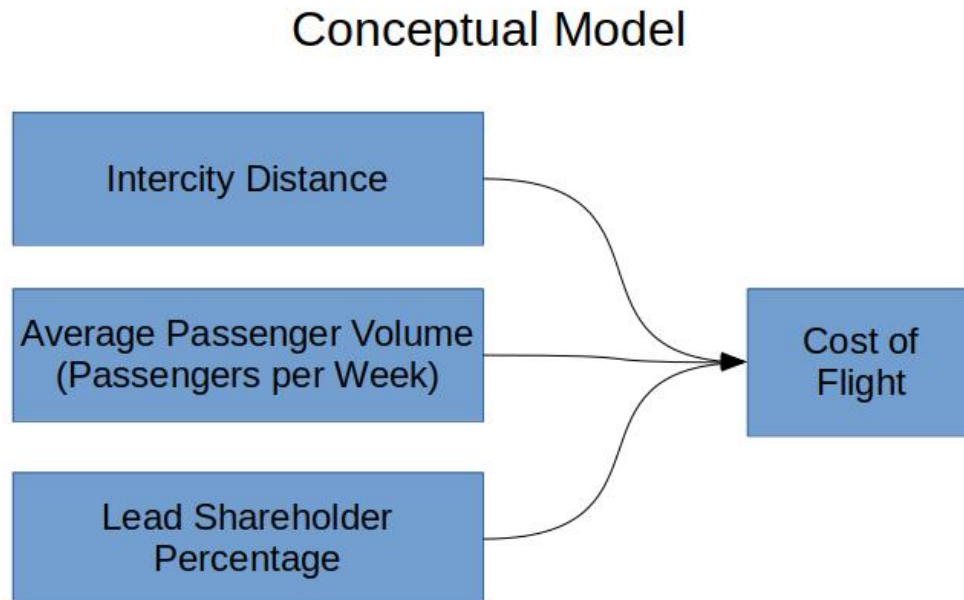 Conceptual Model
Intercity Distance
Average Passenger Volume
(Passengers per Week)
Lead Shareholder
Percentage
Cost of
Flight